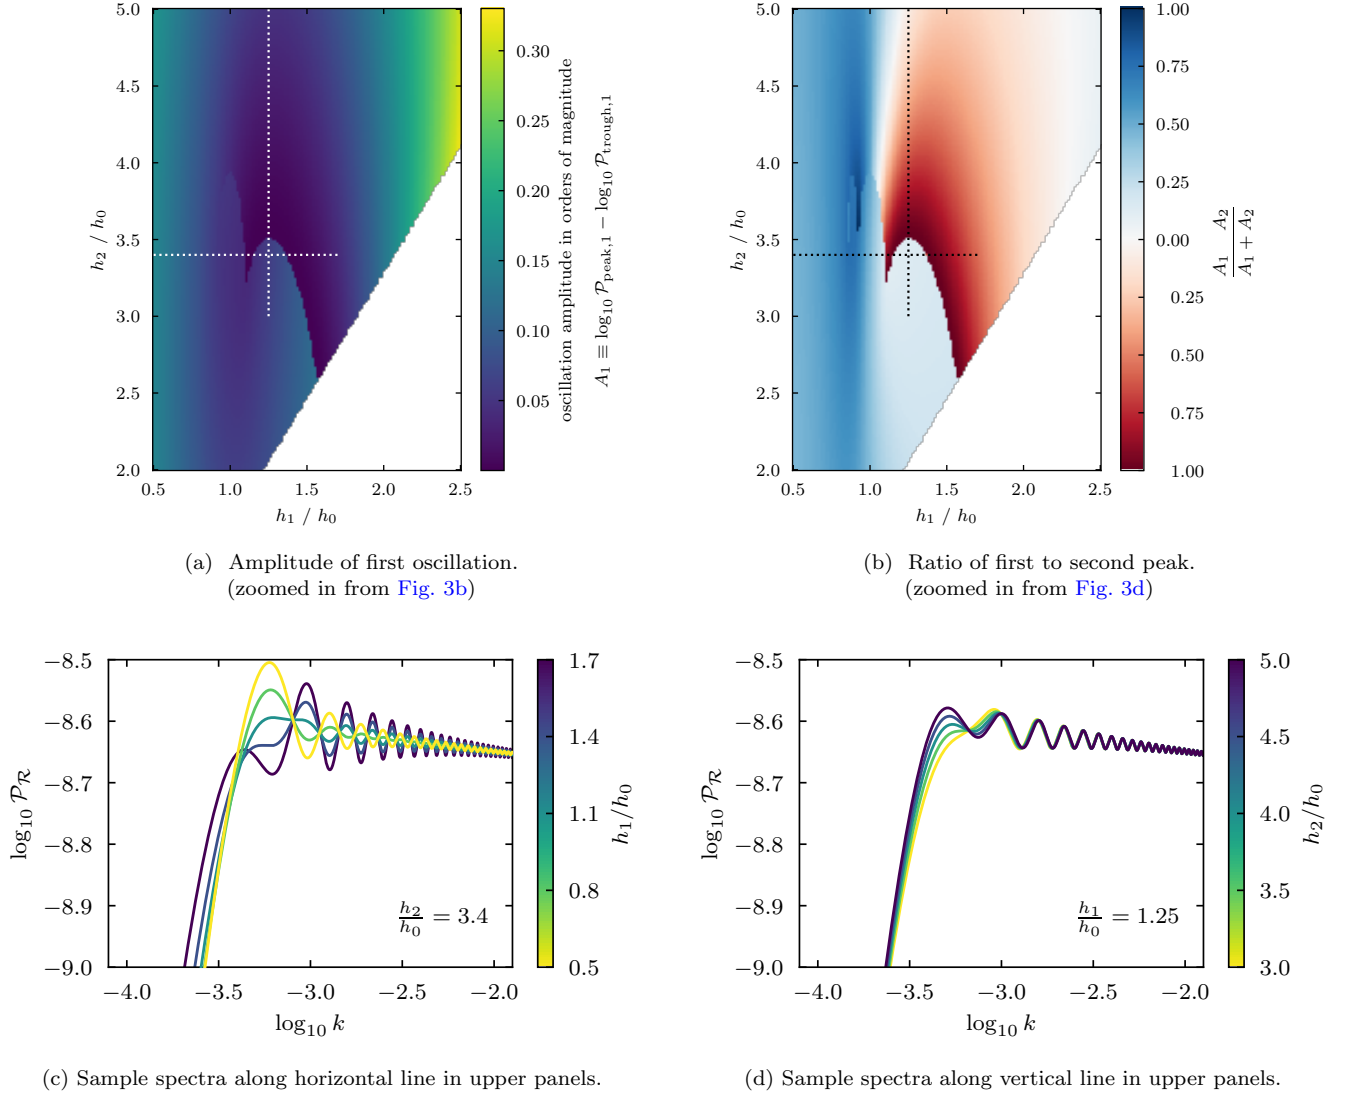 5.0
4.5
4.0
3.5
3.0
2.5
2.0
0.5 1.0 1.5 2.0 2.5
h₂ / h₀
h₁ / h₀
0.30
0.25
0.20
0.15
0.10
0.05
oscillation amplitude in orders of magnitude
A₁ ≡ log₁₀ 𝒫peak,1 − log₁₀ 𝒫trough,1
(a) Amplitude of first oscillation.
(zoomed in from Fig. 3b)
5.0
4.5
4.0
3.5
3.0
2.5
2.0
0.5 1.0 1.5 2.0 2.5
h₂ / h₀
h₁ / h₀
1.00
0.75
0.50
0.25
0.00
0.25
0.50
0.75
1.00
A₁ A₂
A₁ + A₂
(b) Ratio of first to second peak.
(zoomed in from Fig. 3d)
−8.5
−8.6
−8.7
−8.8
−8.9
−9.0
−4.0 −3.5 −3.0 −2.5 −2.0
log₁₀ 𝒫ℛ
log₁₀ k
h₂/h₀ = 3.4
1.7
1.4
1.1
0.8
0.5
h₁/h₀
(c) Sample spectra along horizontal line in upper panels.
−8.5
−8.6
−8.7
−8.8
−8.9
−9.0
−4.0 −3.5 −3.0 −2.5 −2.0
log₁₀ 𝒫ℛ
log₁₀ k
h₁/h₀ = 1.25
5.0
4.5
4.0
3.5
3.0
h₂/h₀
(d) Sample spectra along vertical line in upper panels.